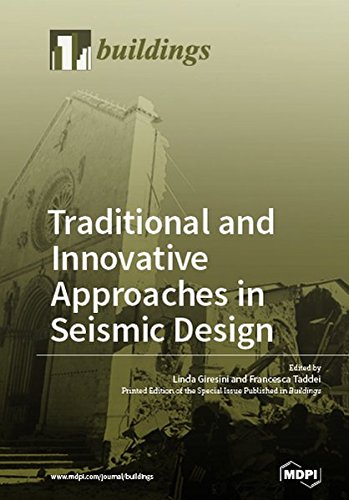 buildings
Traditional and
Innovative
Approaches in
Seismic Design
Edited by
Linda Giresini and Francesca Taddei
Printed Edition of the Special Issue Published in Buildings
www.mdpi.com/journal/buildings
MDPI